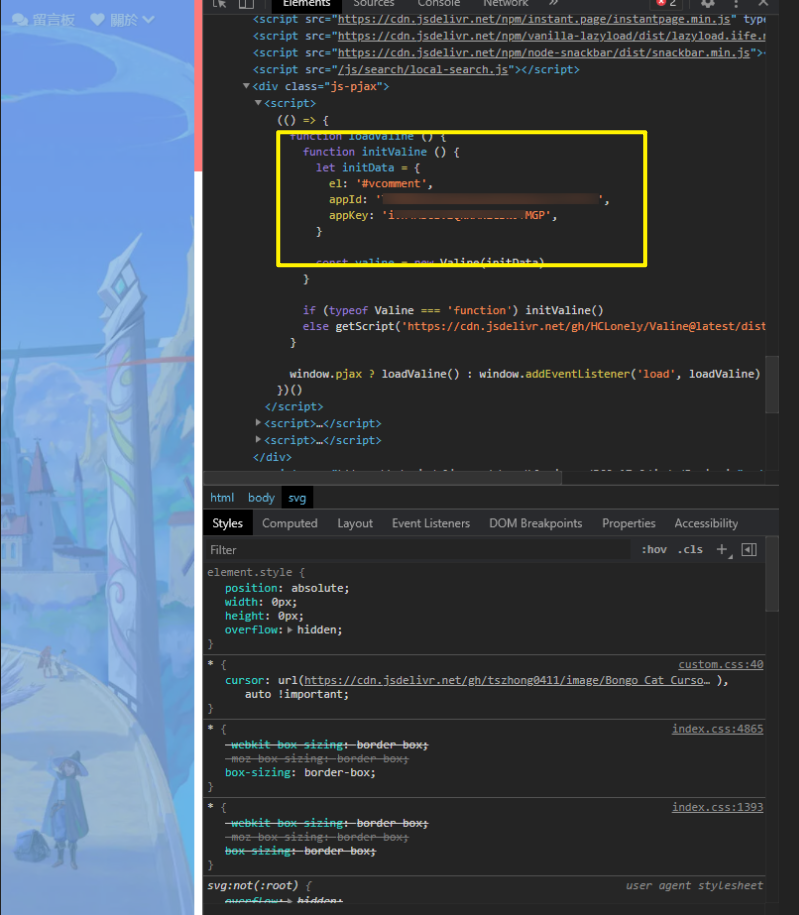 留言板 關於
Elements Sources Console Network » 2
<script src="https://cdn.jsdelivr.net/npm/instant.page/instantpage.min.js" type
<script src="https://cdn.jsdelivr.net/npm/vanilla-lazyload/dist/lazyload.iife.m
<script src="https://cdn.jsdelivr.net/npm/node-snackbar/dist/snackbar.min.js">
<script src="/js/search/local-search.js"></script>
<div class="js-pjax">
<script>
(() => {
function loadValine () {
function initValine () {
let initData = {
el: '#vcomment',
appId: '',
appKey: 'MGP',
}
const valine = new Valine(initData)
}
if (typeof Valine === 'function') initValine()
else getScript('https://cdn.jsdelivr.net/gh/HCLonely/Valine@latest/dist
}
window.pjax ? loadValine() : window.addEventListener('load', loadValine)
})()
</script>
<script>…</script>
<script>…</script>
</div>
html body svg
Styles Computed Layout Event Listeners DOM Breakpoints Properties Accessibility
Filter :hov .cls +
element.style {
position: absolute;
width: 0px;
height: 0px;
overflow: hidden;
}
* { custom.css:40
cursor: url(https://cdn.jsdelivr.net/gh/tszhong0411/image/Bongo Cat Curso… ),
auto !important;
}
* { index.css:4865
-webkit-box-sizing: border-box;
-moz-box-sizing: border-box;
box-sizing: border-box;
}
* { index.css:1393
-webkit-box-sizing: border-box;
-moz-box-sizing: border-box;
box-sizing: border-box;
}
svg:not(:root) { user agent stylesheet
overflow: hidden;